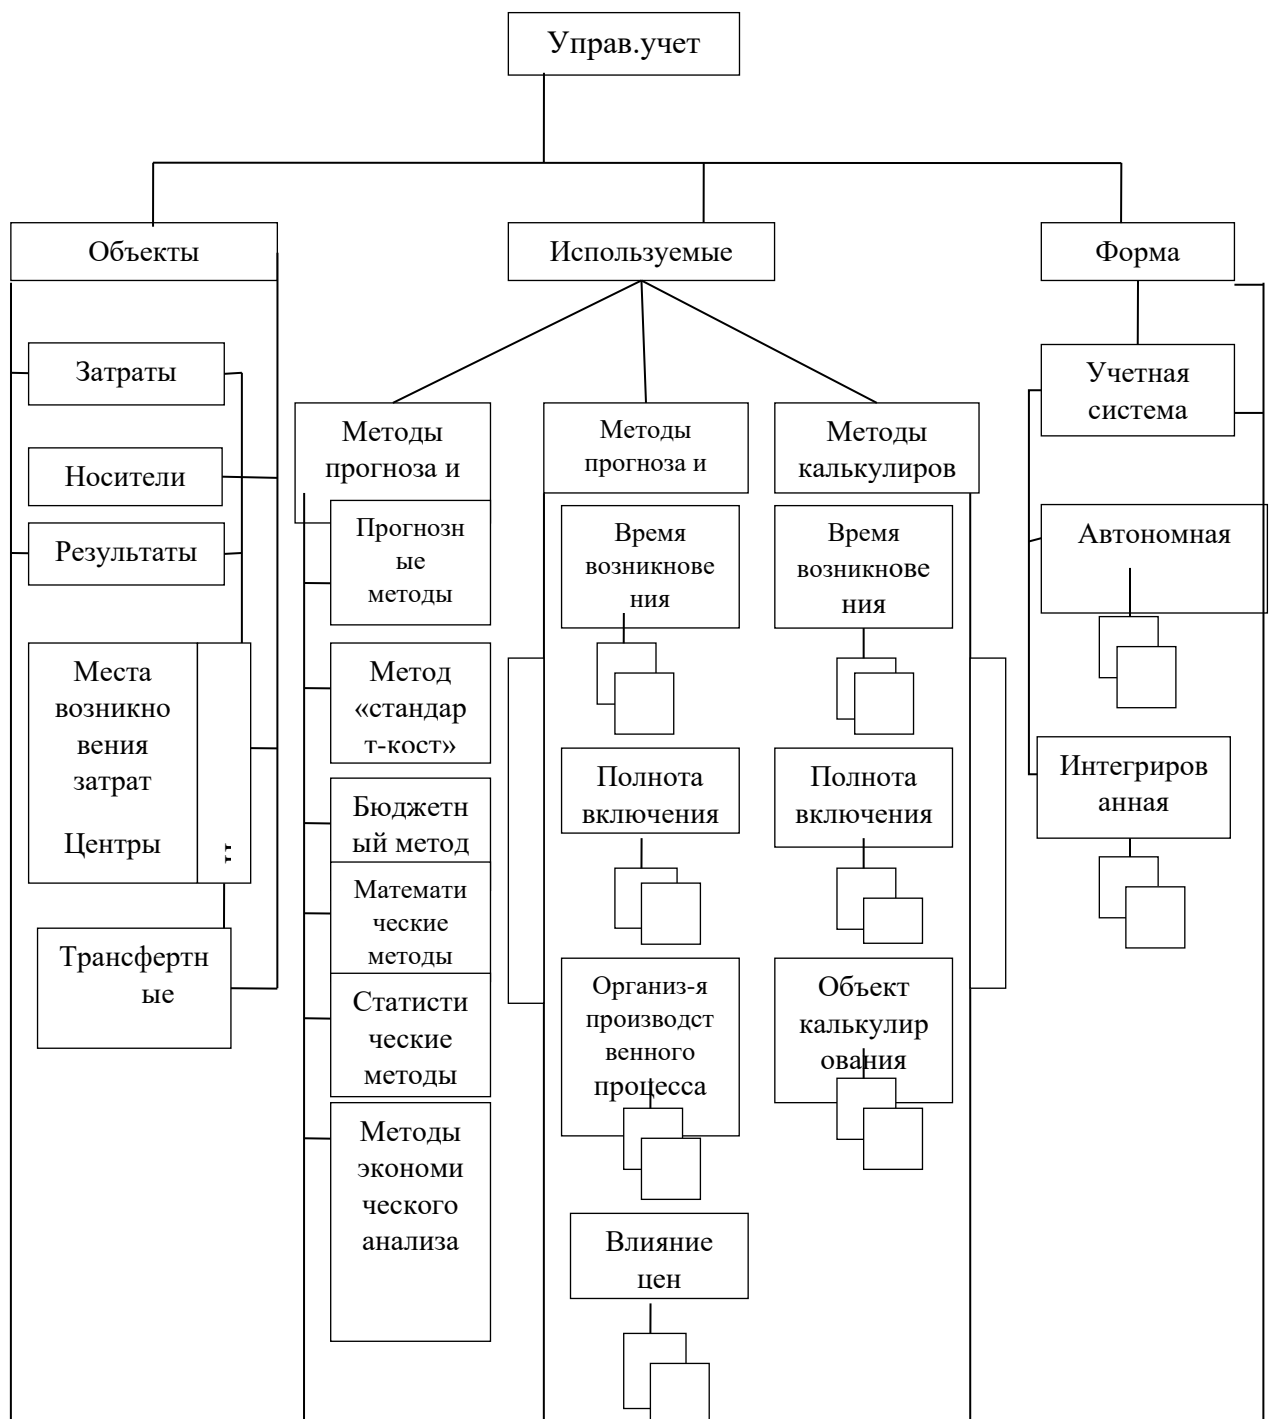 Управ.учет
Объекты
Используемые
Форма
Затраты
Носители
Результаты
Места
возникно
вения
затрат
Центры
Трансфертн
ые
Методы
прогноза и
Прогнозн
ые
методы
Метод
«стандар
т-кост»
Бюджетн
ый метод
Математи
ческие
методы
Статисти
ческие
методы
Методы
экономи
ческого
анализа
Методы
прогноза и
Время
возникнове
ния
Полнота
включения
Организ-я
производст
венного
процесса
Влияние
цен
Методы
калькулиров
Время
возникнове
ния
Полнота
включения
Объект
калькулир
ования
Учетная
система
Автономная
Интегриров
анная